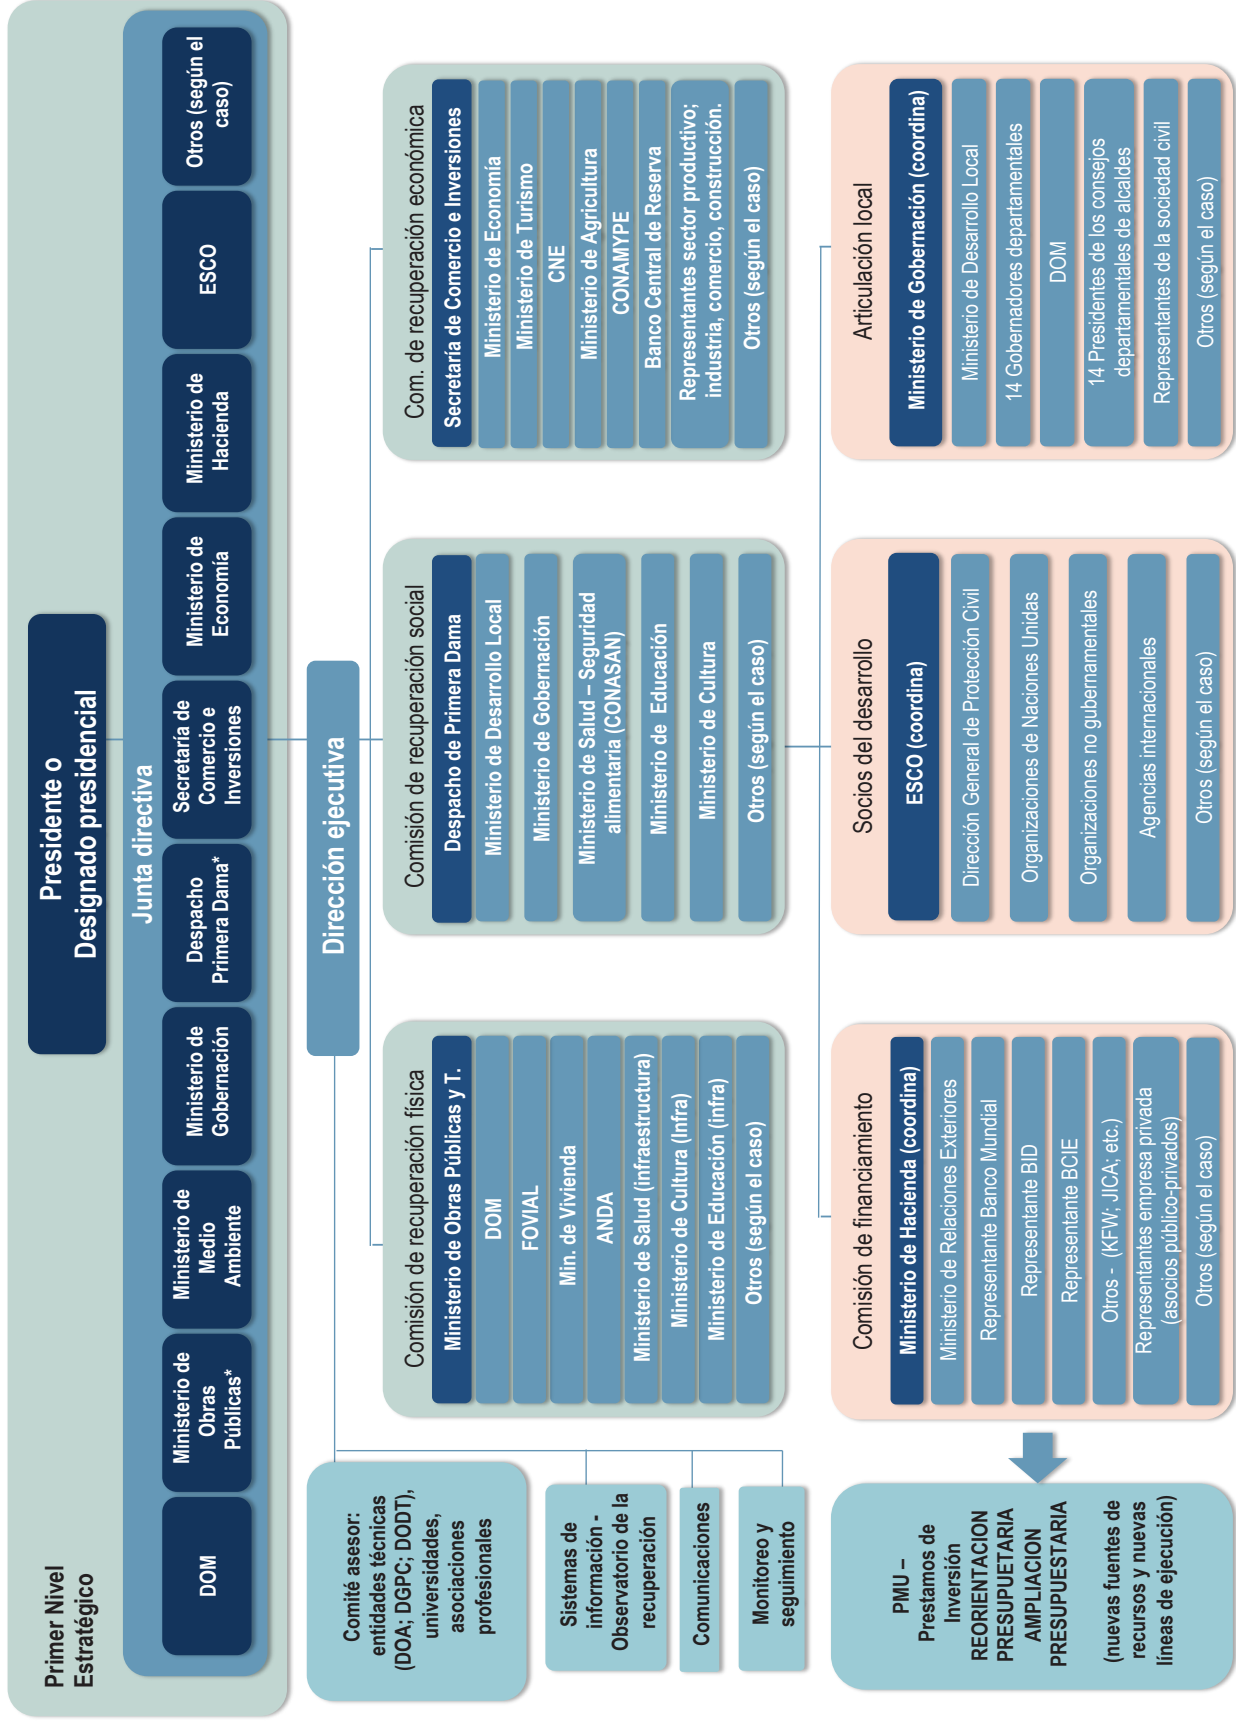 Primer Nivel
Estratégico
Presidente o
Designado presidencial
Junta directiva
DOM
Ministerio de
Obras
Públicas*
Ministerio de
Medio
Ambiente
Ministerio de
Gobernación
Despacho
Primera Dama*
Secretaría de
Comercio e
Inversiones
Ministerio de
Economía
Ministerio de
Hacienda
ESCO
Otros (según el
caso)
Dirección ejecutiva
Comité asesor:
entidades técnicas
(DOA; DGPC; DODT),
universidades,
asociaciones
profesionales
Sistemas de
información -
Observatorio de la
recuperación
Comunicaciones
Monitoreo y
seguimiento
Comisión de recuperación física
Ministerio de Obras Públicas y T.
DOM
FOVIAL
Min. de Vivienda
ANDA
Ministerio de Salud (infraestructura)
Ministerio de Cultura (Infra)
Ministerio de Educación (infra)
Otros (según el caso)
Comisión de recuperación social
Despacho de Primera Dama
Ministerio de Desarrollo Local
Ministerio de Gobernación
Ministerio de Salud – Seguridad
alimentaria (CONASAN)
Ministerio de Educación
Ministerio de Cultura
Otros (según el caso)
Com. de recuperación económica
Secretaría de Comercio e Inversiones
Ministerio de Economía
Ministerio de Turismo
CNE
Ministerio de Agricultura
CONAMYPE
Banco Central de Reserva
Representantes sector productivo;
industria, comercio, construcción.
Otros (según el caso)
PMU –
Prestamos de
Inversión
REORIENTACION
PRESUPUETARIA
AMPLIACION
PRESUPUESTARIA
(nuevas fuentes de
recursos y nuevas
líneas de ejecución)
Comisión de financiamiento
Ministerio de Hacienda (coordina)
Ministerio de Relaciones Exteriores
Representante Banco Mundial
Representante BID
Representante BCIE
Otros - (KFW; JICA; etc.)
Representantes empresa privada
(asocios público-privados)
Otros (según el caso)
Socios del desarrollo
ESCO (coordina)
Dirección General de Protección Civil
Organizaciones de Naciones Unidas
Organizaciones no gubernamentales
Agencias internacionales
Otros (según el caso)
Articulación local
Ministerio de Gobernación (coordina)
Ministerio de Desarrollo Local
14 Gobernadores departamentales
DOM
14 Presidentes de los consejos
departamentales de alcaldes
Representantes de la sociedad civil
Otros (según el caso)